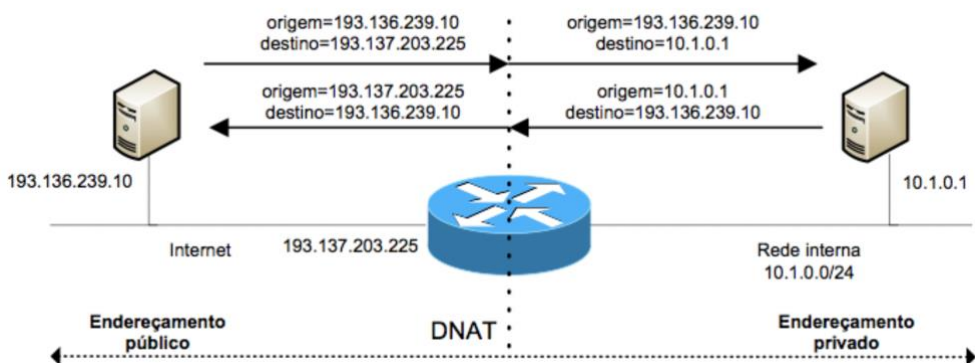 origem=193.136.239.10
destino=193.137.203.225
origem=193.136.239.10
destino=10.1.0.1
origem=193.137.203.225
destino=193.136.239.10
origem=10.1.0.1
destino=193.136.239.10
193.136.239.10
10.1.0.1
Internet
193.137.203.225
Rede interna
10.1.0.0/24
Endereçamento
público
DNAT
Endereçamento
privado